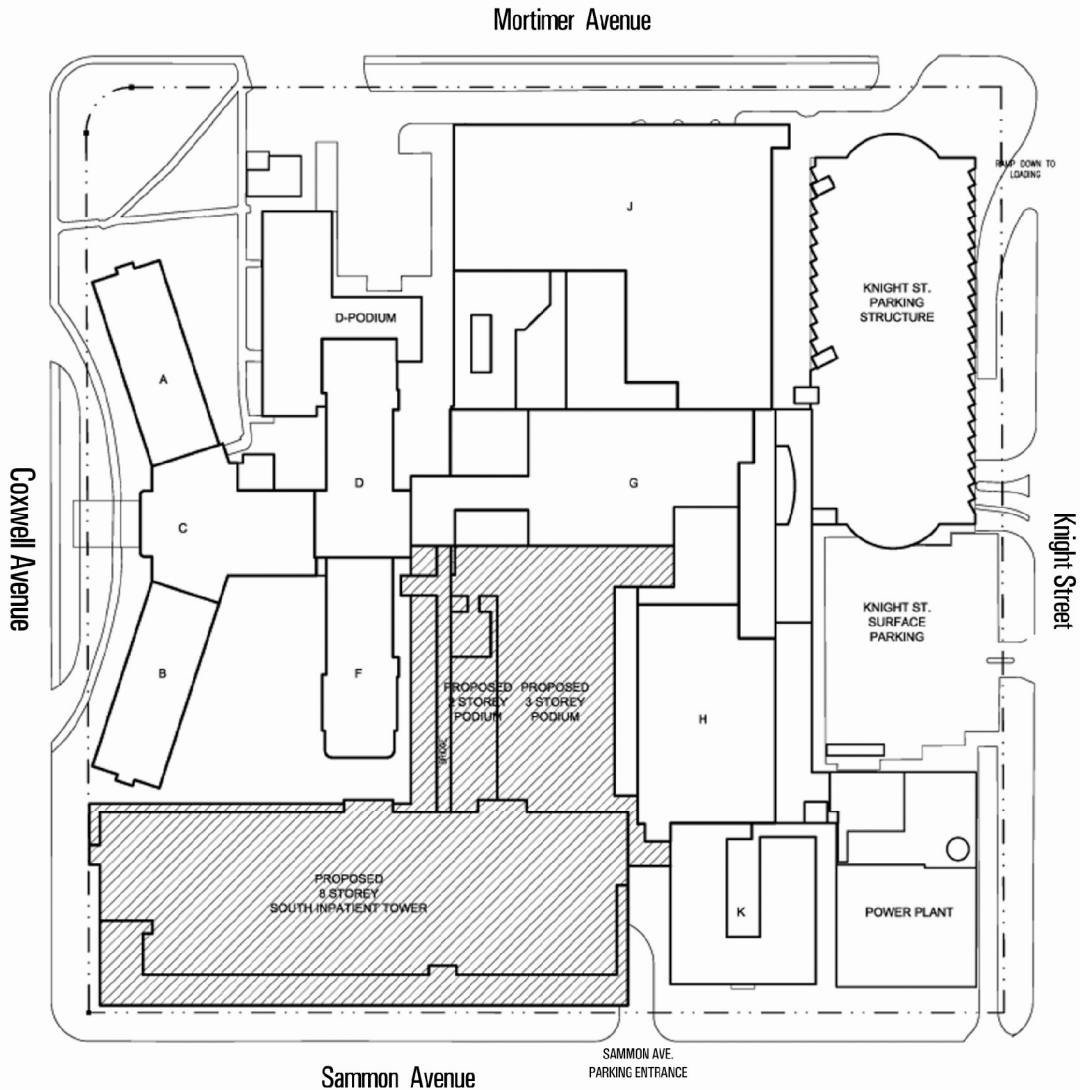 Mortimer Avenue
RAMP DOWN TO
LOADING
J
KNIGHT ST.
PARKING
STRUCTURE
D-PODIUM
A
D
G
C
Coxwell Avenue
Knight Street
KNIGHT ST.
SURFACE
PARKING
B
F
PROPOSED
2 STOREY
PODIUM
PROPOSED
3 STOREY
PODIUM
H
BRIDGE
PROPOSED
8 STOREY
SOUTH INPATIENT TOWER
K
POWER PLANT
SAMMON AVE.
PARKING ENTRANCE
Sammon Avenue